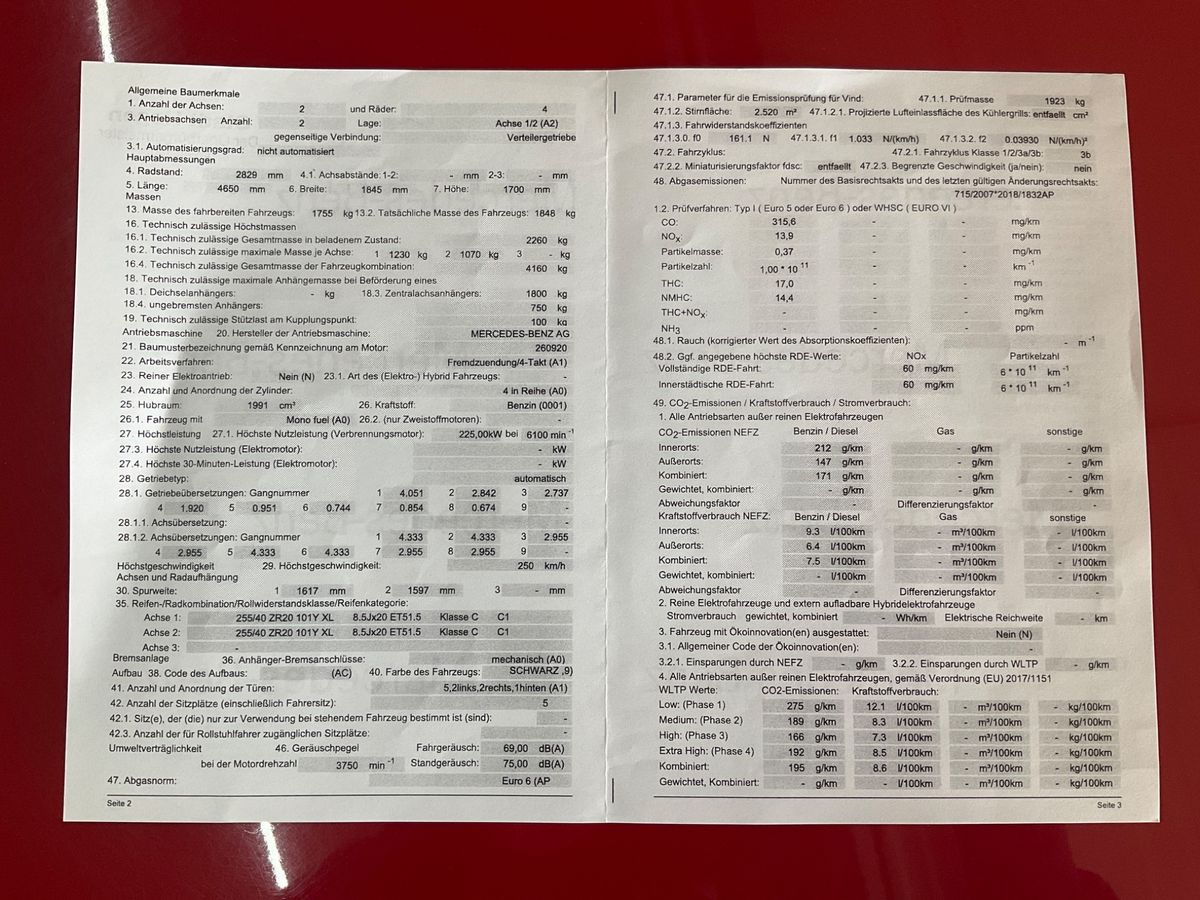 Allgemeine Baumerkmale
1. Anzahl der Achsen: 2 und Räder: 4
3. Antriebsachsen Anzahl: 2 Lage: Achse 1/2 (A2)
gegenseitige Verbindung: Verteilergetriebe
3.1. Automatisierungsgrad: nicht automatisiert
Hauptabmessungen
4. Radstand: 2829 mm 4.1. Achsabstände: 1-2: - mm 2-3: - mm
5. Länge: 4650 mm 6. Breite: 1845 mm 7. Höhe: 1700 mm
Massen
13. Masse des fahrbereiten Fahrzeugs: 1755 kg 13.2. Tatsächliche Masse des Fahrzeugs: 1848 kg
16. Technisch zulässige Höchstmassen
16.1. Technisch zulässige Gesamtmasse in beladenem Zustand: 2260 kg
16.2. Technisch zulässige maximale Masse je Achse: 1 1230 kg 2 1070 kg 3 - kg
16.4. Technisch zulässige Gesamtmasse der Fahrzeugkombination: 4160 kg
18. Technisch zulässige maximale Anhängemasse bei Beförderung eines
18.1. Deichselanhängers: - kg 18.3. Zentralachsanhängers: 1800 kg
18.4. ungebremsten Anhängers: 750 kg
19. Technisch zulässige Stützlast am Kupplungspunkt: 100 kg
Antriebsmaschine 20. Hersteller der Antriebsmaschine: MERCEDES-BENZ AG
21. Baumusterbezeichnung gemäß Kennzeichnung am Motor: 260920
22. Arbeitsverfahren: Fremdzuendung/4-Takt (A1)
23. Reiner Elektroantrieb: Nein (N) 23.1. Art des (Elektro-) Hybrid Fahrzeugs: -
24. Anzahl und Anordnung der Zylinder: 4 in Reihe (A0)
25. Hubraum: 1991 cm³ 26. Kraftstoff: Benzin (0001)
26.1. Fahrzeug mit Mono fuel (A0) 26.2. (nur Zweistoffmotoren): -
27. Höchstleistung 27.1. Höchste Nutzleistung (Verbrennungsmotor): 225,00kW bei 6100 min⁻¹
27.3. Höchste Nutzleistung (Elektromotor): - kW
27.4. Höchste 30-Minuten-Leistung (Elektromotor): - kW
28. Getriebetyp: automatisch
28.1. Getriebeübersetzungen: Gangnummer 1 4.051 2 2.842 3 2.737
4 1.920 5 0.951 6 0.744 7 0.854 8 0.674 9 -
28.1.1. Achsübersetzung: -
28.1.2. Achsübersetzungen: Gangnummer 1 4.333 2 4.333 3 2.955
4 2.955 5 4.333 6 4.333 7 2.955 8 2.955 9 -
Höchstgeschwindigkeit 29. Höchstgeschwindigkeit: 250 km/h
Achsen und Radaufhängung
30. Spurweite: 1 1617 mm 2 1597 mm 3 - mm
35. Reifen-/Radkombination/Rollwiderstandsklasse/Reifenkategorie:
Achse 1: 255/40 ZR20 101Y XL 8.5Jx20 ET51.5 Klasse C C1
Achse 2: 255/40 ZR20 101Y XL 8.5Jx20 ET51.5 Klasse C C1
Achse 3: -
Bremsanlage 36. Anhänger-Bremsanschlüsse: mechanisch (A0)
Aufbau 38. Code des Aufbaus: (AC) 40. Farbe des Fahrzeugs: SCHWARZ ,9)
41. Anzahl und Anordnung der Türen: 5,2links,2rechts,1hinten (A1)
42. Anzahl der Sitzplätze (einschließlich Fahrersitz): 5
42.1. Sitz(e), der (die) nur zur Verwendung bei stehendem Fahrzeug bestimmt ist (sind): -
42.3. Anzahl der für Rollstuhlfahrer zugänglichen Sitzplätze: -
Umweltverträglichkeit 46. Geräuschpegel Fahrgeräusch: 69,00 dB(A)
bei der Motordrehzahl 3750 min⁻¹ Standgeräusch: 75,00 dB(A)
47. Abgasnorm: Euro 6 (AP
Seite 2
47.1. Parameter für die Emissionsprüfung für Vind: 47.1.1. Prüfmasse 1923 kg
47.1.2. Stirnfläche: 2.520 m² 47.1.2.1. Projizierte Lufteinlassfläche des Kühlergrills: entfaellt cm²
47.1.3. Fahrwiderstandskoeffizienten
47.1.3.0. f0 161.1 N 47.1.3.1. f1 1.033 N/(km/h) 47.1.3.2. f2 0.03930 N/(km/h)²
47.2. Fahrzyklus: 47.2.1. Fahrzyklus Klasse 1/2/3a/3b: 3b
47.2.2. Miniaturisierungsfaktor fdsc: entfaellt 47.2.3. Begrenzte Geschwindigkeit (ja/nein): nein
48. Abgasemissionen: Nummer des Basisrechtsakts und des letzten gültigen Änderungsrechtsakts:
715/2007*2018/1832AP
1.2. Prüfverfahren: Typ I ( Euro 5 oder Euro 6 ) oder WHSC ( EURO VI )
CO: 315,6 - - mg/km
NOₓ: 13,9 - - mg/km
Partikelmasse: 0,37 - - mg/km
Partikelzahl: 1,00 * 10¹¹ - - km⁻¹
THC: 17,0 - - mg/km
NMHC: 14,4 - - mg/km
THC+NOₓ: - - - mg/km
NH₃ - - - ppm
48.1. Rauch (korrigierter Wert des Absorptionskoeffizienten): - m⁻¹
48.2. Ggf. angegebene höchste RDE-Werte: NOx Partikelzahl
Vollständige RDE-Fahrt: 60 mg/km 6 * 10¹¹ km⁻¹
Innerstädtische RDE-Fahrt: 60 mg/km 6 * 10¹¹ km⁻¹
49. CO₂-Emissionen / Kraftstoffverbrauch / Stromverbrauch:
1. Alle Antriebsarten außer reinen Elektrofahrzeugen
CO₂-Emissionen NEFZ Benzin / Diesel Gas sonstige
Innerorts: 212 g/km - g/km - g/km
Außerorts: 147 g/km - g/km - g/km
Kombiniert: 171 g/km - g/km - g/km
Gewichtet, kombiniert: - g/km - g/km - g/km
Abweichungsfaktor - Differenzierungsfaktor -
Kraftstoffverbrauch NEFZ: Benzin / Diesel Gas sonstige
Innerorts: 9.3 l/100km - m³/100km - l/100km
Außerorts: 6.4 l/100km - m³/100km - l/100km
Kombiniert: 7.5 l/100km - m³/100km - l/100km
Gewichtet, kombiniert: - l/100km - m³/100km - l/100km
Abweichungsfaktor - Differenzierungsfaktor -
2. Reine Elektrofahrzeuge und extern aufladbare Hybridelektrofahrzeuge
Stromverbrauch gewichtet, kombiniert - Wh/km Elektrische Reichweite - km
3. Fahrzeug mit Ökoinnovation(en) ausgestattet: Nein (N)
3.1. Allgemeiner Code der Ökoinnovation(en): -
3.2.1. Einsparungen durch NEFZ - g/km 3.2.2. Einsparungen durch WLTP - g/km
4. Alle Antriebsarten außer reinen Elektrofahrzeugen, gemäß Verordnung (EU) 2017/1151
WLTP Werte: CO2-Emissionen: Kraftstoffverbrauch:
Low: (Phase 1) 275 g/km 12.1 l/100km - m³/100km - kg/100km
Medium: (Phase 2) 189 g/km 8.3 l/100km - m³/100km - kg/100km
High: (Phase 3) 166 g/km 7.3 l/100km - m³/100km - kg/100km
Extra High: (Phase 4) 192 g/km 8.5 l/100km - m³/100km - kg/100km
Kombiniert: 195 g/km 8.6 l/100km - m³/100km - kg/100km
Gewichtet, Kombiniert: - g/km - l/100km - m³/100km - kg/100km
Seite 3